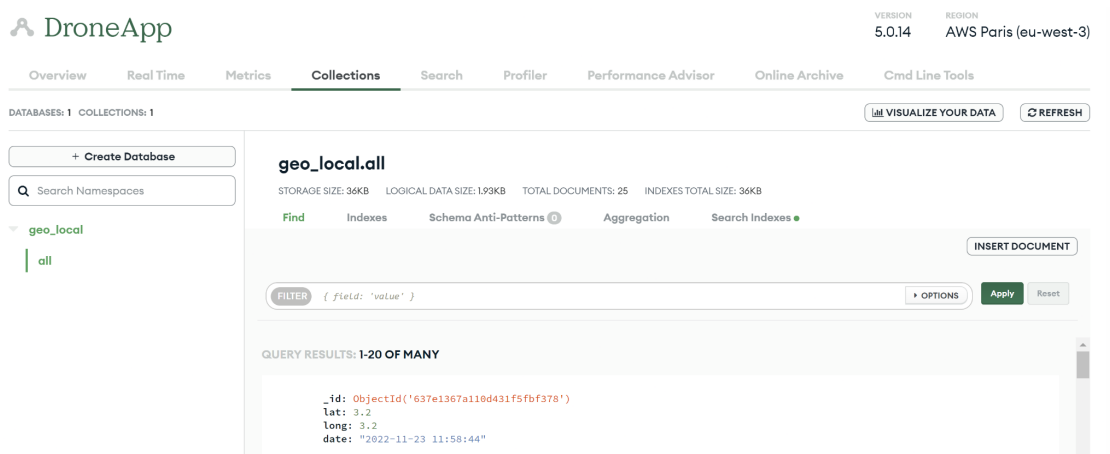 DroneApp
VERSION
5.0.14
REGION
AWS Paris (eu-west-3)
Overview Real Time Metrics Collections Search Profiler Performance Advisor Online Archive Cmd Line Tools
DATABASES: 1 COLLECTIONS: 1
VISUALIZE YOUR DATA
REFRESH
+ Create Database
Search Namespaces
geo_local
all
geo_local.all
STORAGE SIZE: 36KB LOGICAL DATA SIZE: 1.93KB TOTAL DOCUMENTS: 25 INDEXES TOTAL SIZE: 36KB
Find Indexes Schema Anti-Patterns 0 Aggregation Search Indexes
INSERT DOCUMENT
FILTER { field: 'value' } OPTIONS Apply Reset
QUERY RESULTS: 1-20 OF MANY
_id: ObjectId('637e1367a110d431f5fbf378')
lat: 3.2
long: 3.2
date: "2022-11-23 11:58:44"